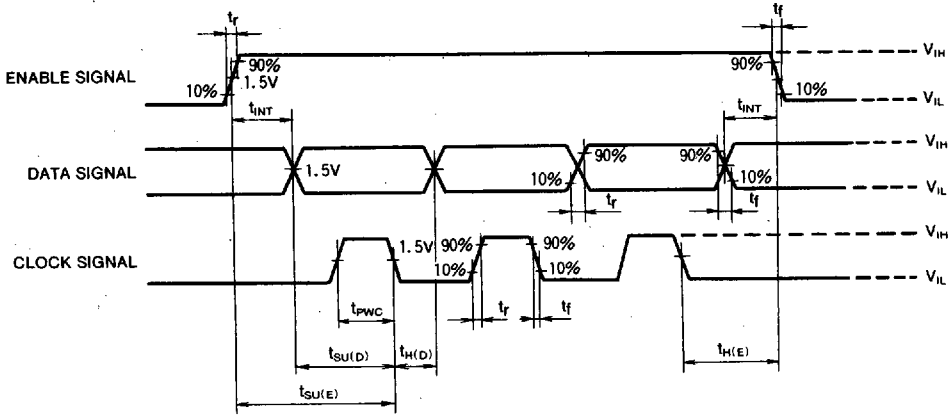 tr
tf
ENABLE SIGNAL
10%
90%
1.5V
tINT
90%
10%
tINT
VIH
VIL
DATA SIGNAL
1.5V
10%
90%
tr
90%
10%
tf
VIH
VIL
CLOCK SIGNAL
1.5V
90%
10%
90%
10%
VIH
VIL
tPWC
tr
tf
tSU(D)
tH(D)
tH(E)
tSU(E)